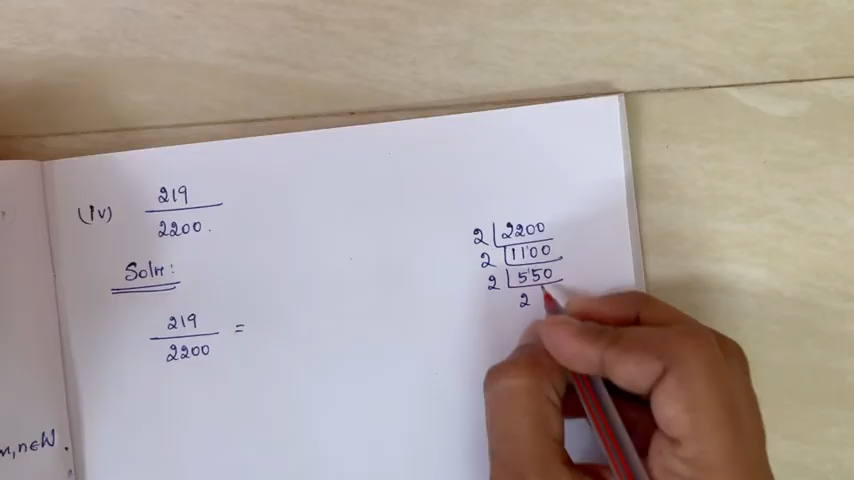 (iv) 219
2200.
Soln:
219
2200 =
2 2200
2 1100
2 550
2
m,n∈W.